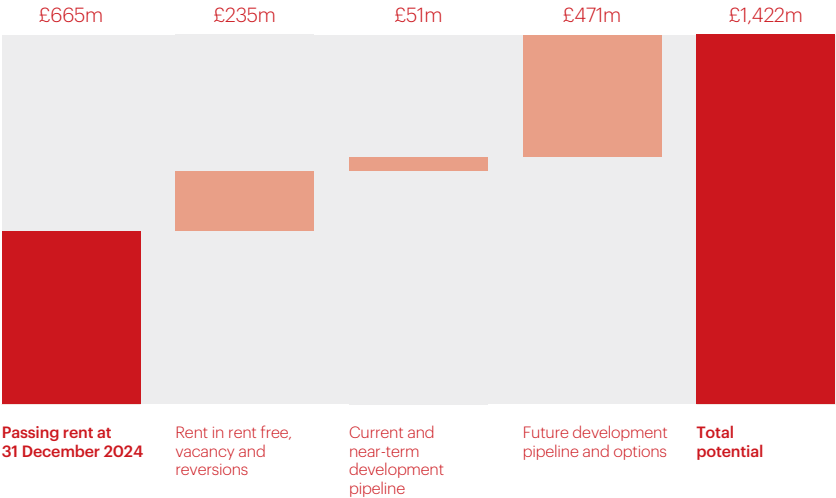 £665m
£235m
£51m
£471m
£1,422m
Passing rent at
31 December 2024
Rent in rent free,
vacancy and
reversions
Current and
near-term
development
pipeline
Future development
pipeline and options
Total
potential